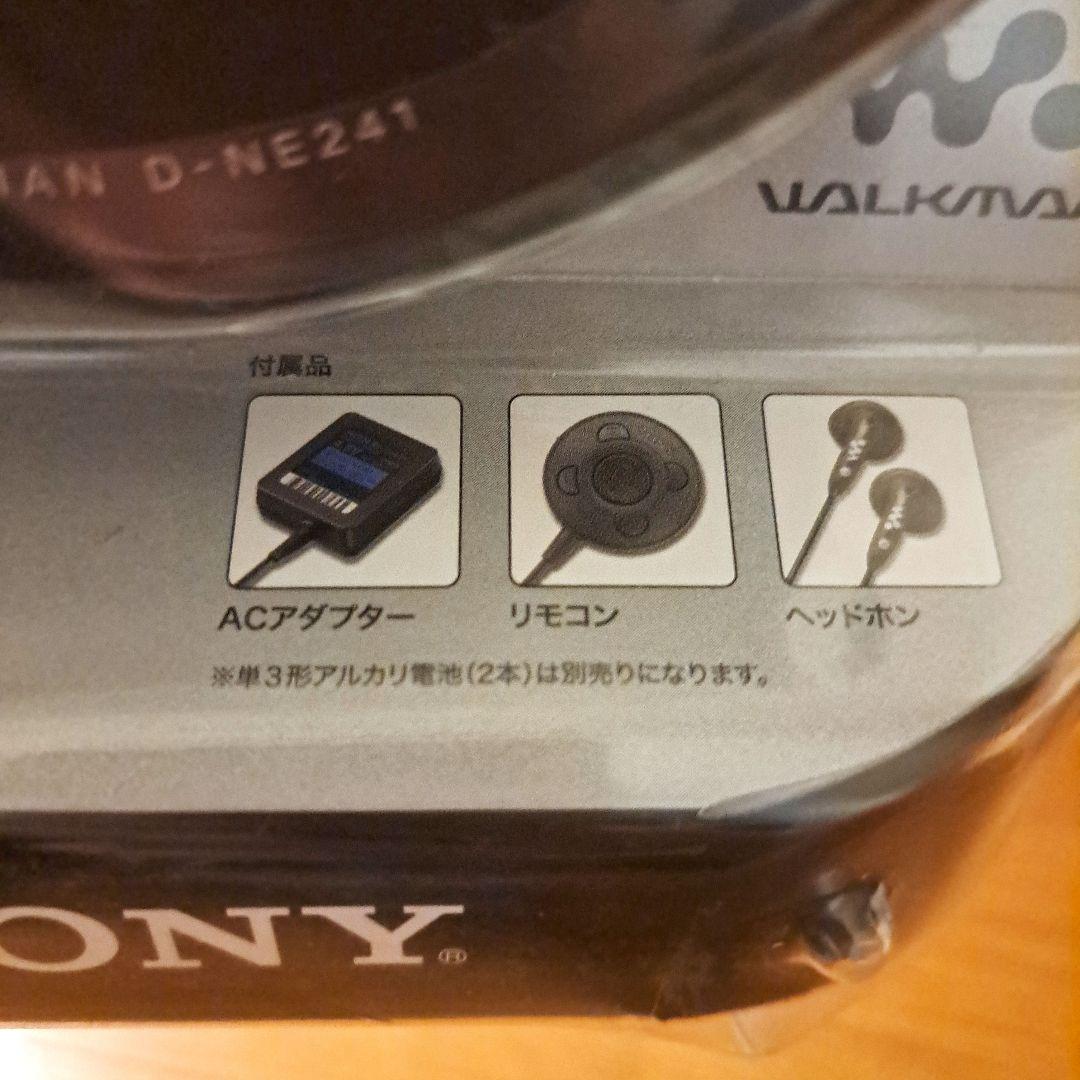 MAN D-NE241
WALKMA
付属品
ACアダプター
リモコン
ヘッドホン
※単3形アルカリ電池(2本)は別売りになります。
ONY®